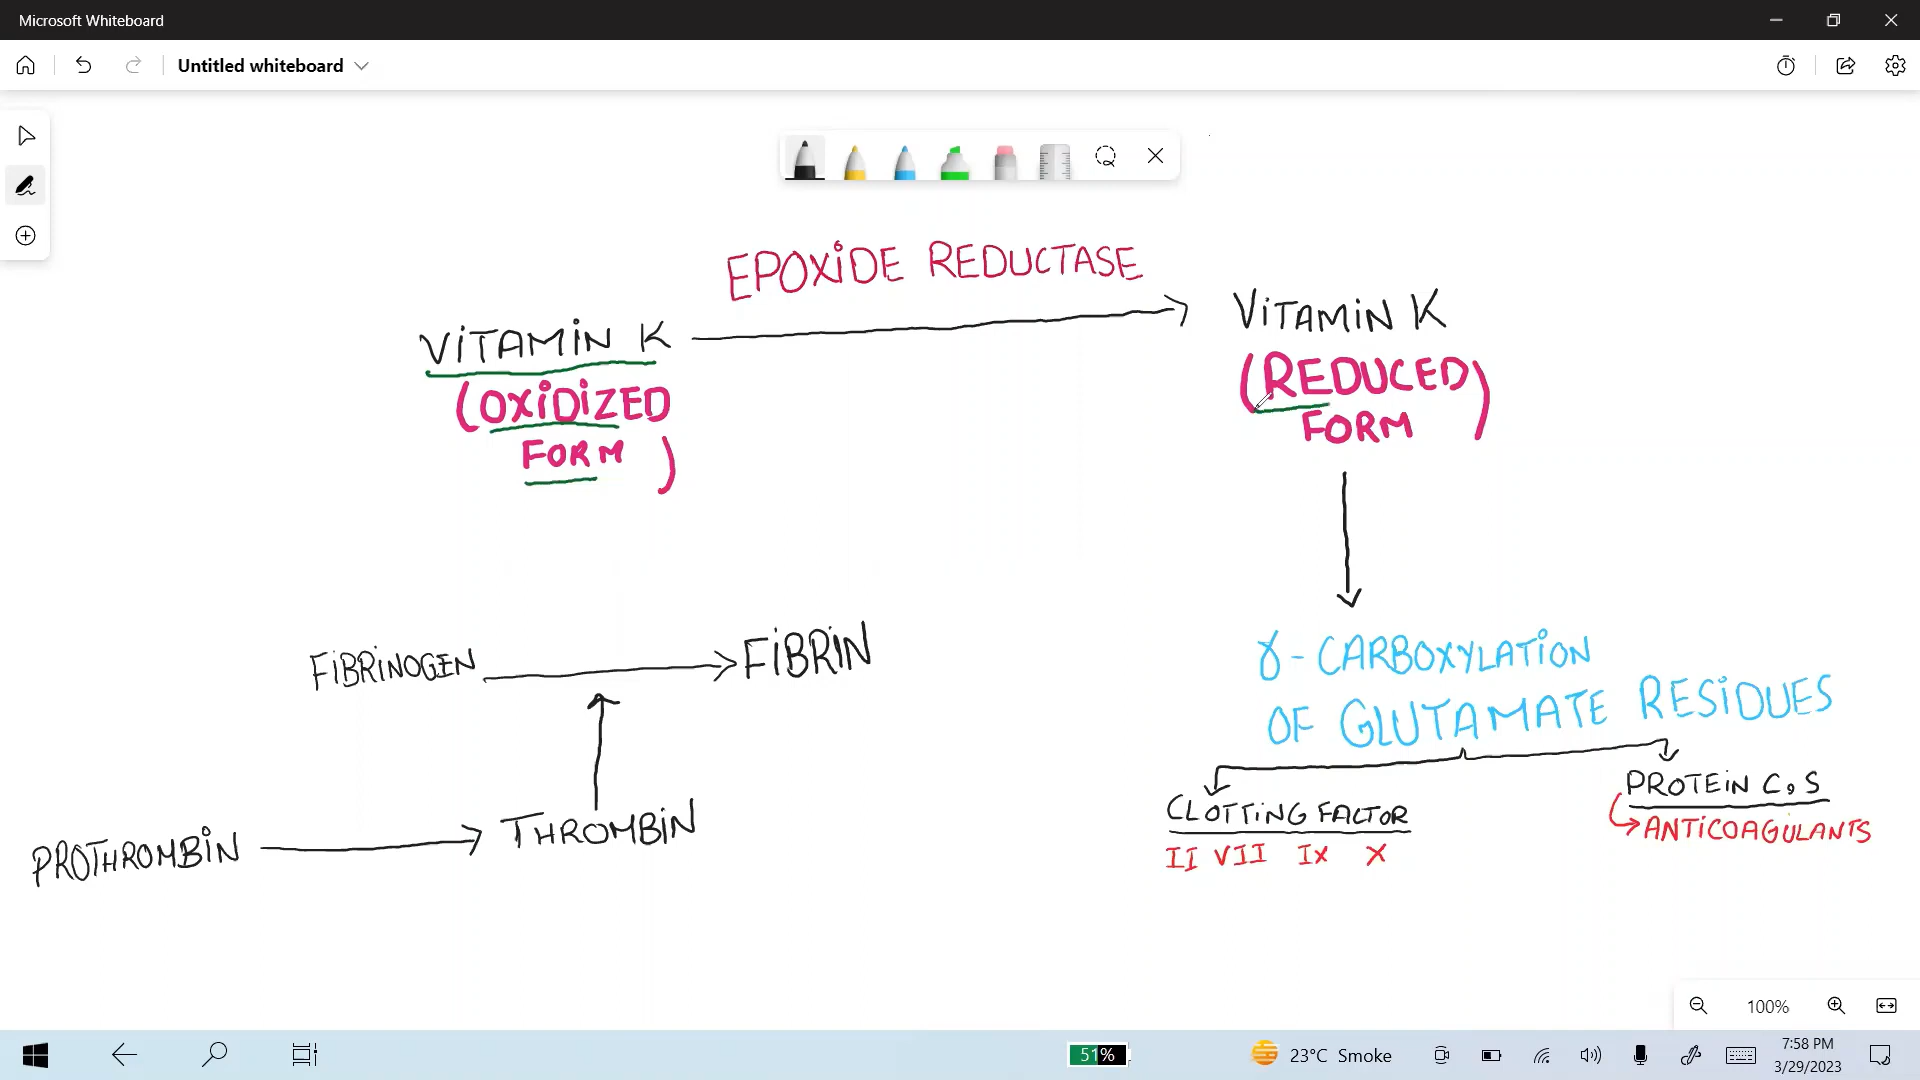 Microsoft Whiteboard
Untitled whiteboard
EPOXiDE REDUCTASE
ViTAMiN K
ViTAMiN K
(OXiDiZED
FORM )
(REDUCED
FORM )
FiBRiNOGEN
FiBRiN
PROTHROMBiN
THROMBiN
γ-CARBOXYLATiON
OF GLUTAMATE RESiDUES
CLOTTiNG FACTOR
II VII Ix X
PROTEiN C, S
ANTiCOAGULANTS
100%
51%
23°C Smoke
7:58 PM
3/29/2023